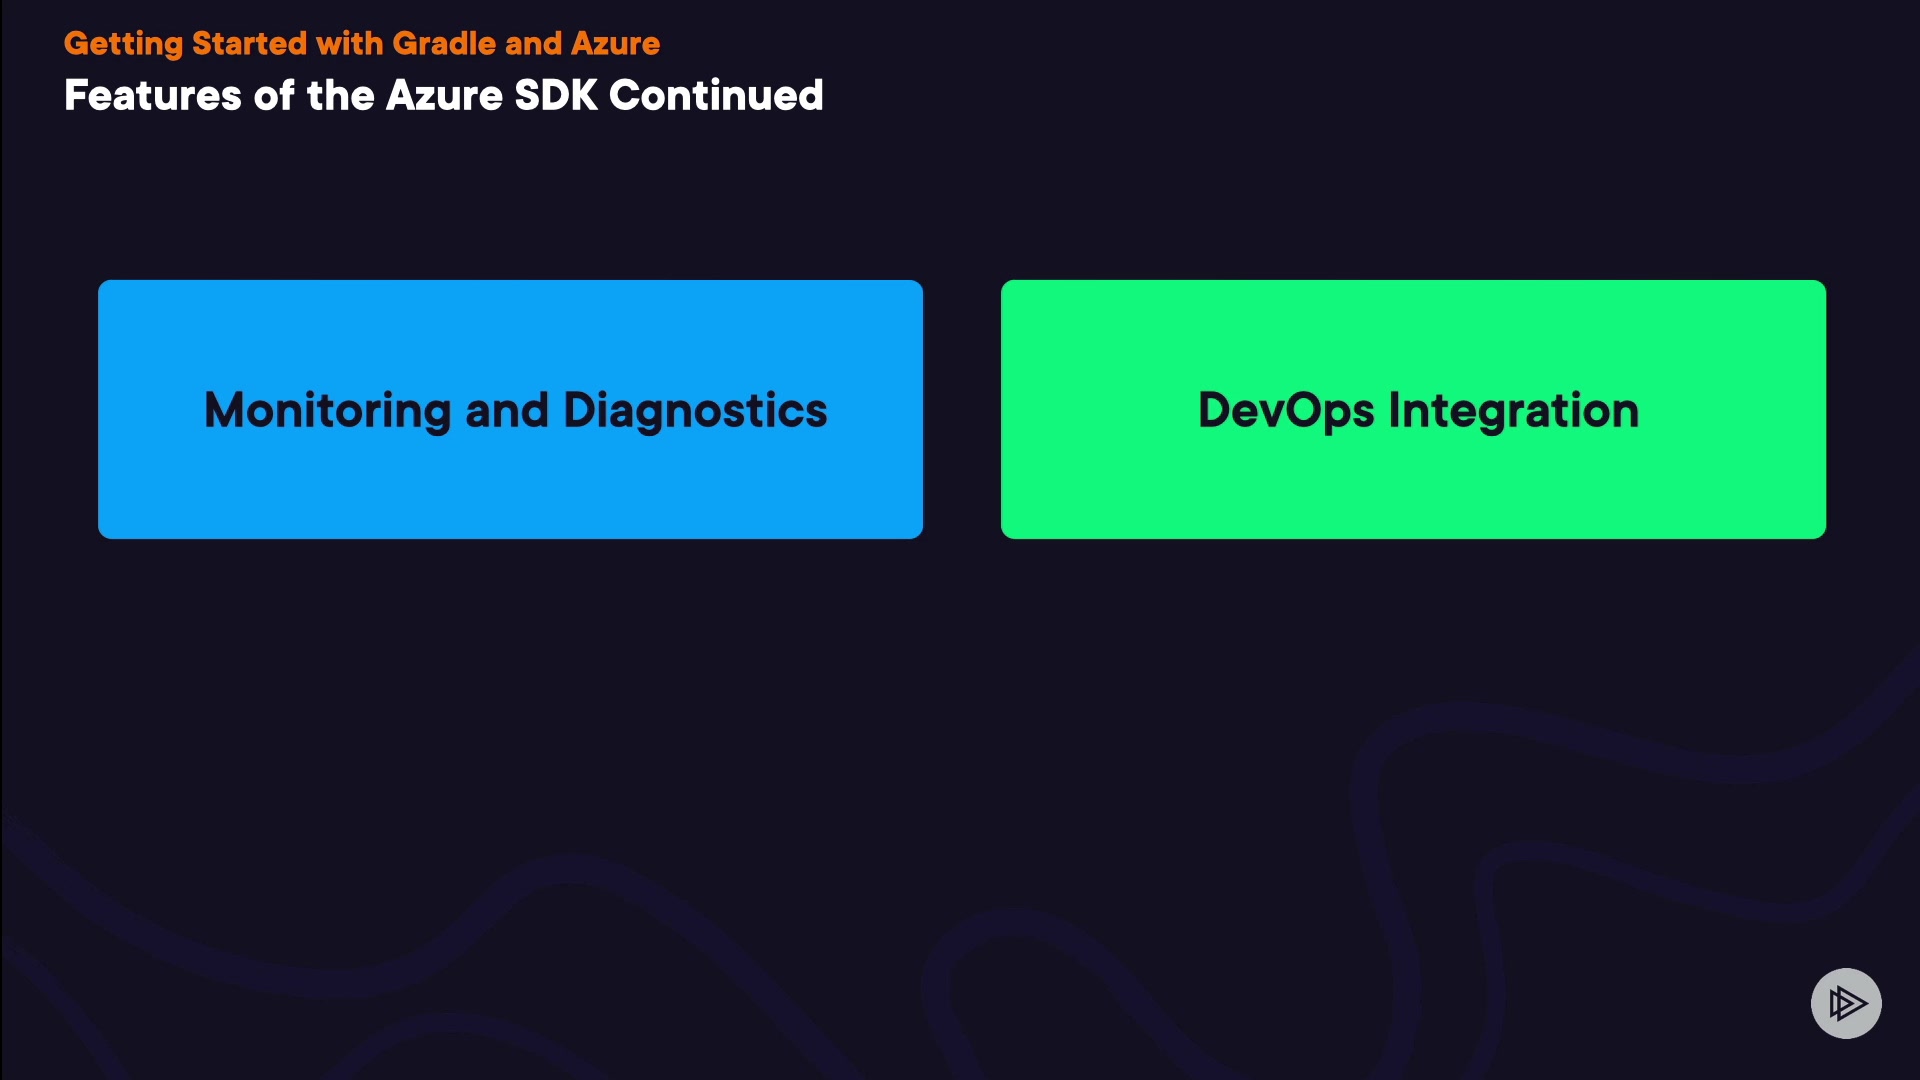 Getting Started with Gradle and Azure
Features of the Azure SDK Continued
Monitoring and Diagnostics
DevOps Integration